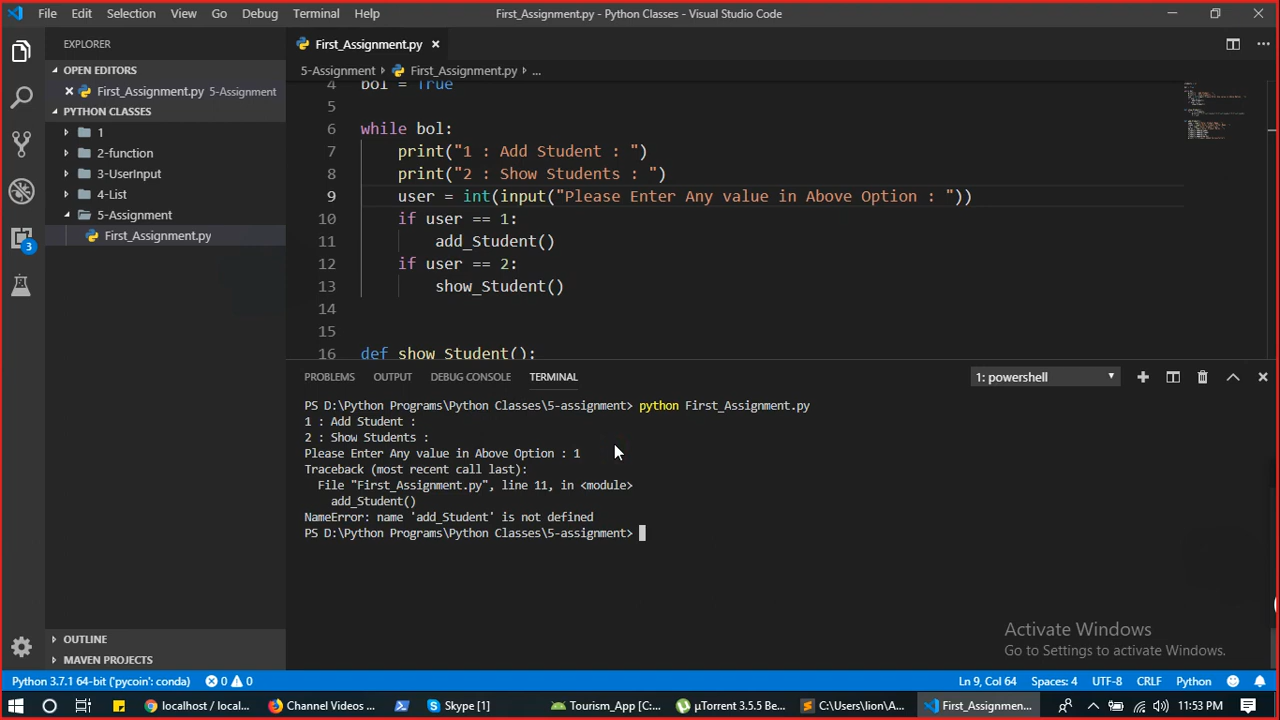 File Edit Selection View Go Debug Terminal Help First_Assignment.py - Python Classes - Visual Studio Code
EXPLORER
OPEN EDITORS
First_Assignment.py 5-Assignment
PYTHON CLASSES
1
2-function
3-UserInput
4-List
5-Assignment
First_Assignment.py
OUTLINE
MAVEN PROJECTS
3
First_Assignment.py
5-Assignment First_Assignment.py ...
4 bol = True
5
6 while bol:
7 print("1 : Add Student : ")
8 print("2 : Show Students : ")
9 user = int(input("Please Enter Any value in Above Option : "))
10 if user == 1:
11 add_Student()
12 if user == 2:
13 show_Student()
14
15
16 def show_Student():
PROBLEMS OUTPUT DEBUG CONSOLE TERMINAL 1: powershell
PS D:\Python Programs\Python Classes\5-assignment> python First_Assignment.py
1 : Add Student :
2 : Show Students :
Please Enter Any value in Above Option : 1
Traceback (most recent call last):
File "First_Assignment.py", line 11, in <module>
add_Student()
NameError: name 'add_Student' is not defined
PS D:\Python Programs\Python Classes\5-assignment>
Activate Windows
Go to Settings to activate Windows.
Python 3.7.1 64-bit ('pycoin': conda) 0 0 Ln 9, Col 64 Spaces: 4 UTF-8 CRLF Python
localhost / local... Channel Videos ... Skype [1] Tourism_App [C:... µTorrent 3.5.5 Be... C:\Users\lion\A... First_Assignmen... 11:53 PM